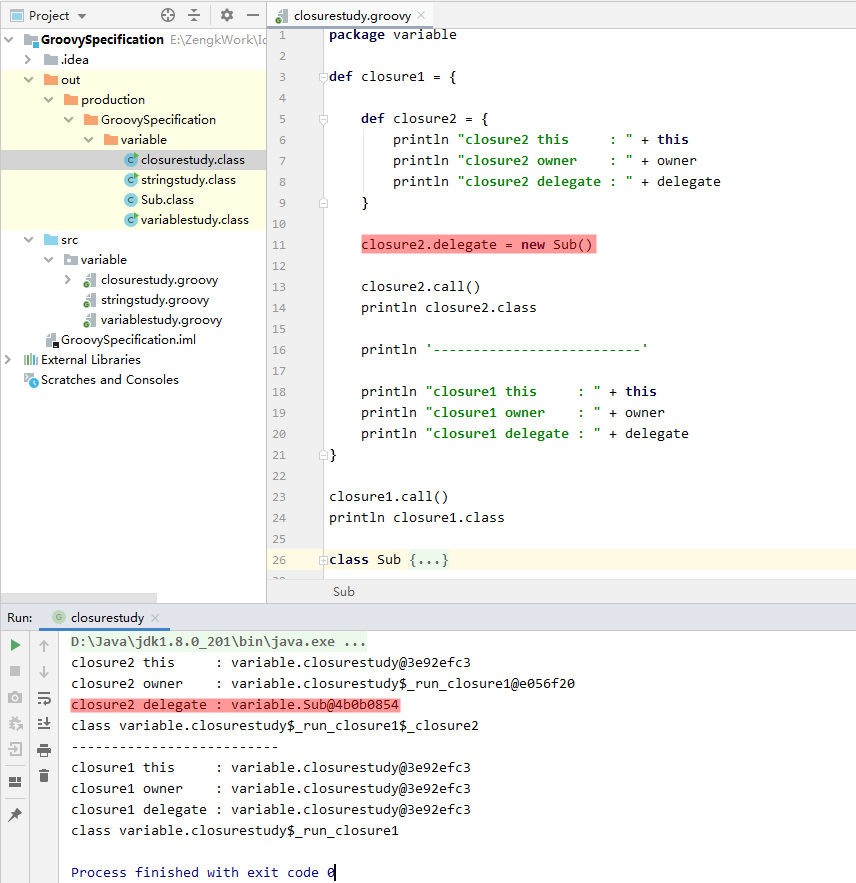 Project
GroovySpecification E:\ZengkWork\Id
.idea
out
production
GroovySpecification
variable
closurestudy.class
stringstudy.class
Sub.class
variablestudy.class
src
variable
closurestudy.groovy
stringstudy.groovy
variablestudy.groovy
GroovySpecification.iml
External Libraries
Scratches and Consoles
closurestudy.groovy
1 package variable
2
3 def closure1 = {
4
5 def closure2 = {
6 println "closure2 this     : " + this
7 println "closure2 owner    : " + owner
8 println "closure2 delegate : " + delegate
9 }
10
11 closure2.delegate = new Sub()
12
13 closure2.call()
14 println closure2.class
15
16 println '--------------------------'
17
18 println "closure1 this     : " + this
19 println "closure1 owner    : " + owner
20 println "closure1 delegate : " + delegate
21 }
22
23 closure1.call()
24 println closure1.class
25
26 class Sub {...}
Sub
Run: closurestudy
D:\Java\jdk1.8.0_201\bin\java.exe ...
closure2 this     : variable.closurestudy@3e92efc3
closure2 owner    : variable.closurestudy$_run_closure1@e056f20
closure2 delegate : variable.Sub@4b0b0854
class variable.closurestudy$_run_closure1$_closure2
--------------------------
closure1 this     : variable.closurestudy@3e92efc3
closure1 owner    : variable.closurestudy@3e92efc3
closure1 delegate : variable.closurestudy@3e92efc3
class variable.closurestudy$_run_closure1
Process finished with exit code 0